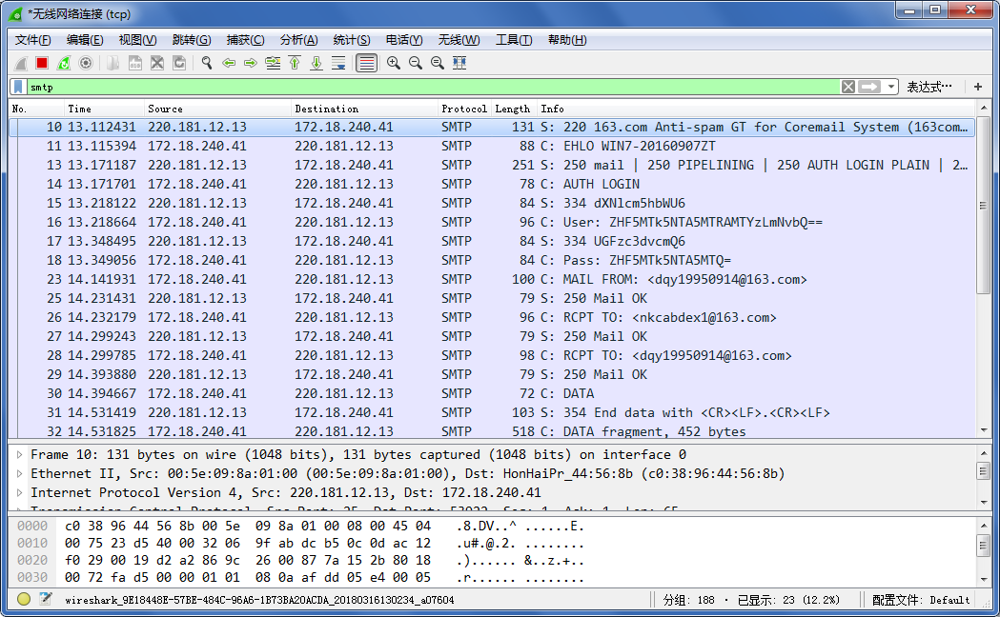 *无线网络连接 (tcp)
文件(F) 编辑(E) 视图(V) 跳转(G) 捕获(C) 分析(A) 统计(S) 电话(Y) 无线(W) 工具(T) 帮助(H)
smtp 表达式… +
No. Time Source Destination Protocol Length Info
10 13.112431 220.181.12.13 172.18.240.41 SMTP 131 S: 220 163.com Anti-spam GT for Coremail System (163com…
11 13.115394 172.18.240.41 220.181.12.13 SMTP 88 C: EHLO WIN7-20160907ZT
13 13.171187 220.181.12.13 172.18.240.41 SMTP 251 S: 250 mail | 250 PIPELINING | 250 AUTH LOGIN PLAIN | 2…
14 13.171701 172.18.240.41 220.181.12.13 SMTP 78 C: AUTH LOGIN
15 13.218122 220.181.12.13 172.18.240.41 SMTP 84 S: 334 dXNlcm5hbWU6
16 13.218664 172.18.240.41 220.181.12.13 SMTP 96 C: User: ZHF5MTk5NTA5MTRAMTYzLmNvbQ==
17 13.348495 220.181.12.13 172.18.240.41 SMTP 84 S: 334 UGFzc3dvcmQ6
18 13.349056 172.18.240.41 220.181.12.13 SMTP 84 C: Pass: ZHF5MTk5NTA5MTQ=
23 14.141931 172.18.240.41 220.181.12.13 SMTP 100 C: MAIL FROM: <dqy19950914@163.com>
25 14.231431 220.181.12.13 172.18.240.41 SMTP 79 S: 250 Mail OK
26 14.232179 172.18.240.41 220.181.12.13 SMTP 96 C: RCPT TO: <nkcabdex1@163.com>
27 14.299243 220.181.12.13 172.18.240.41 SMTP 79 S: 250 Mail OK
28 14.299785 172.18.240.41 220.181.12.13 SMTP 98 C: RCPT TO: <dqy19950914@163.com>
29 14.393880 220.181.12.13 172.18.240.41 SMTP 79 S: 250 Mail OK
30 14.394667 172.18.240.41 220.181.12.13 SMTP 72 C: DATA
31 14.531419 220.181.12.13 172.18.240.41 SMTP 103 S: 354 End data with <CR><LF>.<CR><LF>
32 14.531825 172.18.240.41 220.181.12.13 SMTP 518 C: DATA fragment, 452 bytes
Frame 10: 131 bytes on wire (1048 bits), 131 bytes captured (1048 bits) on interface 0
Ethernet II, Src: 00:5e:09:8a:01:00 (00:5e:09:8a:01:00), Dst: HonHaiPr_44:56:8b (c0:38:96:44:56:8b)
Internet Protocol Version 4, Src: 220.181.12.13, Dst: 172.18.240.41
0000 c0 38 96 44 56 8b 00 5e 09 8a 01 00 08 00 45 04 .8.DV..^ ......E.
0010 00 75 23 d5 40 00 32 06 9f ab dc b5 0c 0d ac 12 .u#.@.2. ........
0020 f0 29 00 19 d2 a2 86 9c 26 00 87 7a 15 2b 80 18 .)...... &..z.+..
0030 00 72 fa d5 00 00 01 01 08 0a af dd 05 e4 00 05 .r...... ........
wireshark_9E18448E-57BE-484C-96A6-1B73BA20ACDA_20180316130234_a07604 分组: 188 · 已显示: 23 (12.2%) 配置文件: Default